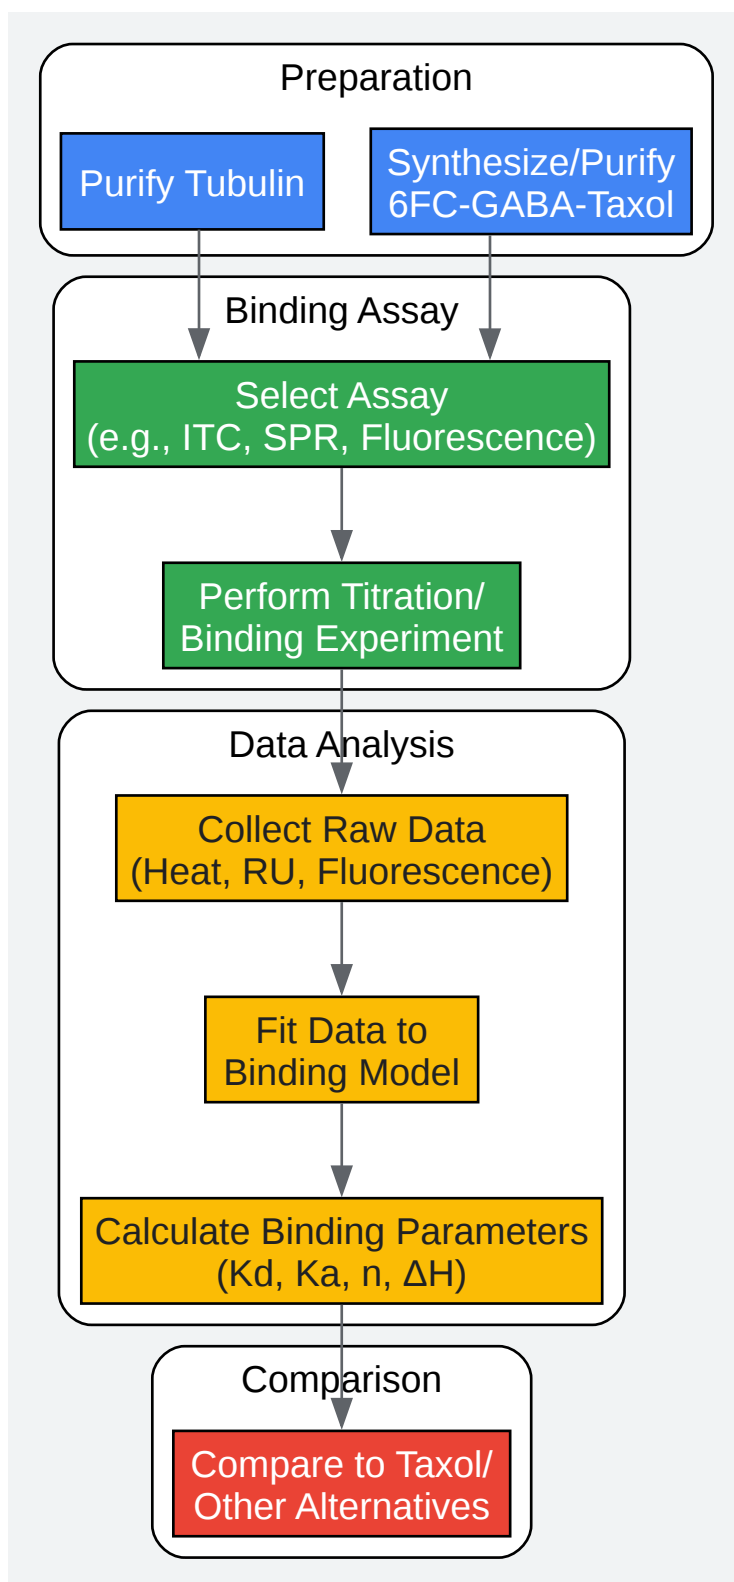 Preparation
Purify Tubulin
Synthesize/Purify
6FC-GABA-Taxol
Binding Assay
Select Assay
(e.g., ITC, SPR, Fluorescence)
Perform Titration/
Binding Experiment
Data Analysis
Collect Raw Data
(Heat, RU, Fluorescence)
Fit Data to
Binding Model
Calculate Binding Parameters
(Kd, Ka, n, ΔH)
Comparison
Compare to Taxol/
Other Alternatives